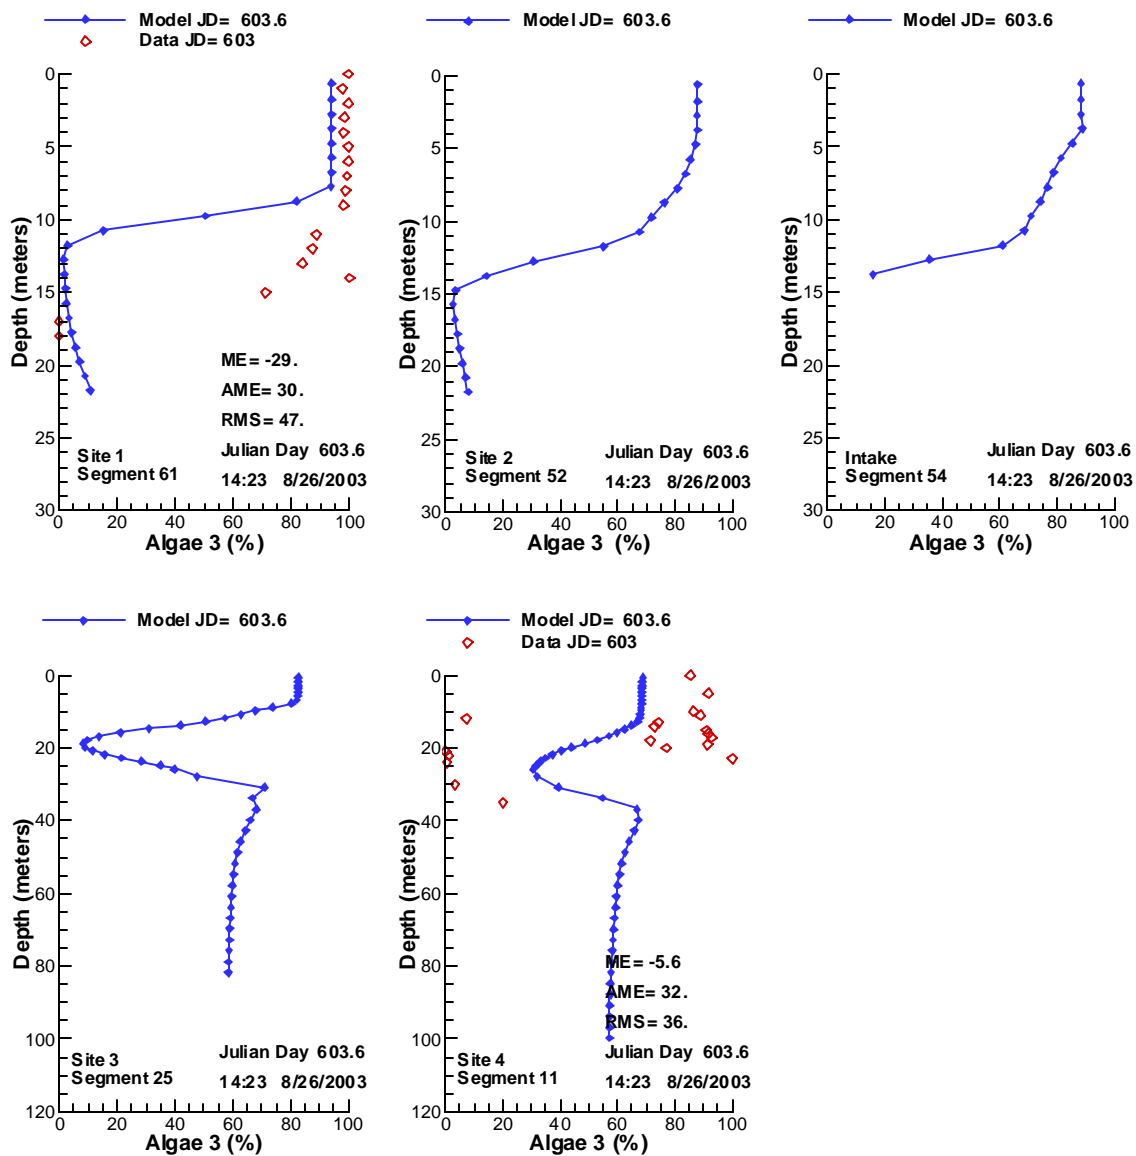 Model JD= 603.6
Data JD= 603
0
5
10
15
20
25
30
Depth (meters)
ME= -29.
AME= 30.
RMS= 47.
Site 1
Segment 61
Julian Day 603.6
14:23 8/26/2003
0 20 40 60 80 100
Algae 3 (%)
Model JD= 603.6
0
5
10
15
20
25
30
Depth (meters)
Site 2
Segment 52
Julian Day 603.6
14:23 8/26/2003
0 20 40 60 80 100
Algae 3 (%)
Model JD= 603.6
0
5
10
15
20
25
30
Depth (meters)
Intake
Segment 54
Julian Day 603.6
14:23 8/26/2003
0 20 40 60 80 100
Algae 3 (%)
Model JD= 603.6
0
20
40
60
80
100
120
Depth (meters)
Site 3
Segment 25
Julian Day 603.6
14:23 8/26/2003
0 20 40 60 80 100
Algae 3 (%)
Model JD= 603.6
Data JD= 603
0
20
40
60
80
100
120
Depth (meters)
ME= -5.6
AME= 32.
RMS= 36.
Site 4
Segment 11
Julian Day 603.6
14:23 8/26/2003
0 20 40 60 80 100
Algae 3 (%)